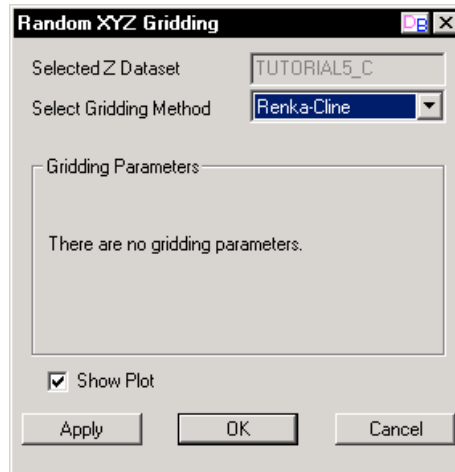 Random XYZ Gridding
DB
Selected Z Dataset TUTORIAL5_C
Select Gridding Method Renka-Cline
Gridding Parameters
There are no gridding parameters.
Show Plot
Apply OK Cancel